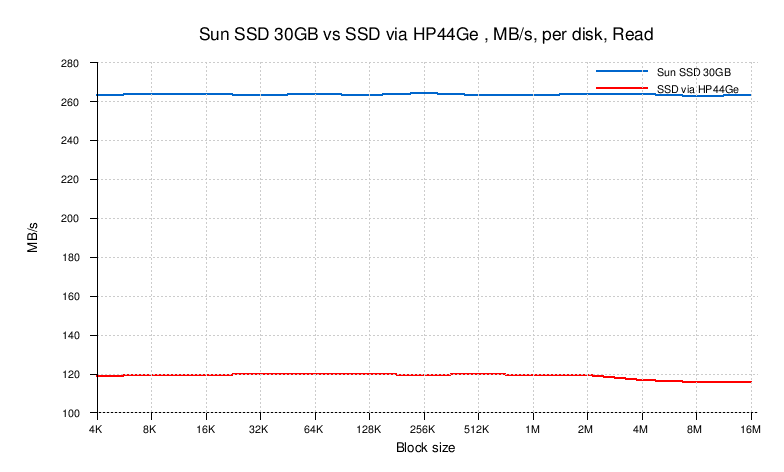 Sun SSD 30GB vs SSD via HP44Ge , MB/s, per disk, Read
Sun SSD 30GB
SSD via HP44Ge
280
260
240
220
200
180
160
140
120
100
MB/s
4K 8K 16K 32K 64K 128K 256K 512K 1M 2M 4M 8M 16M
Block size